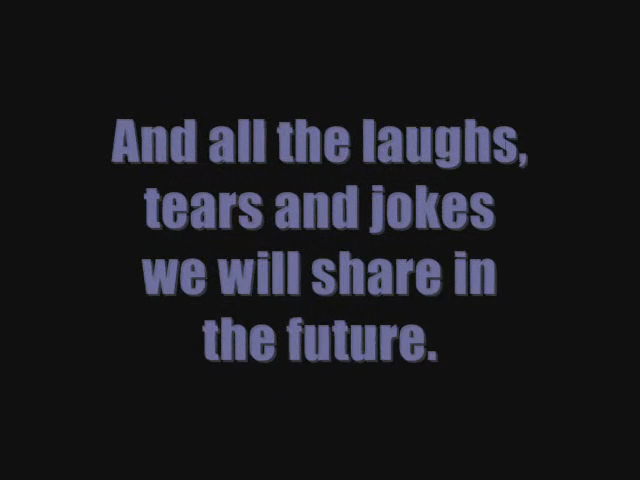 And all the laughs,
tears and jokes
we will share in
the future.